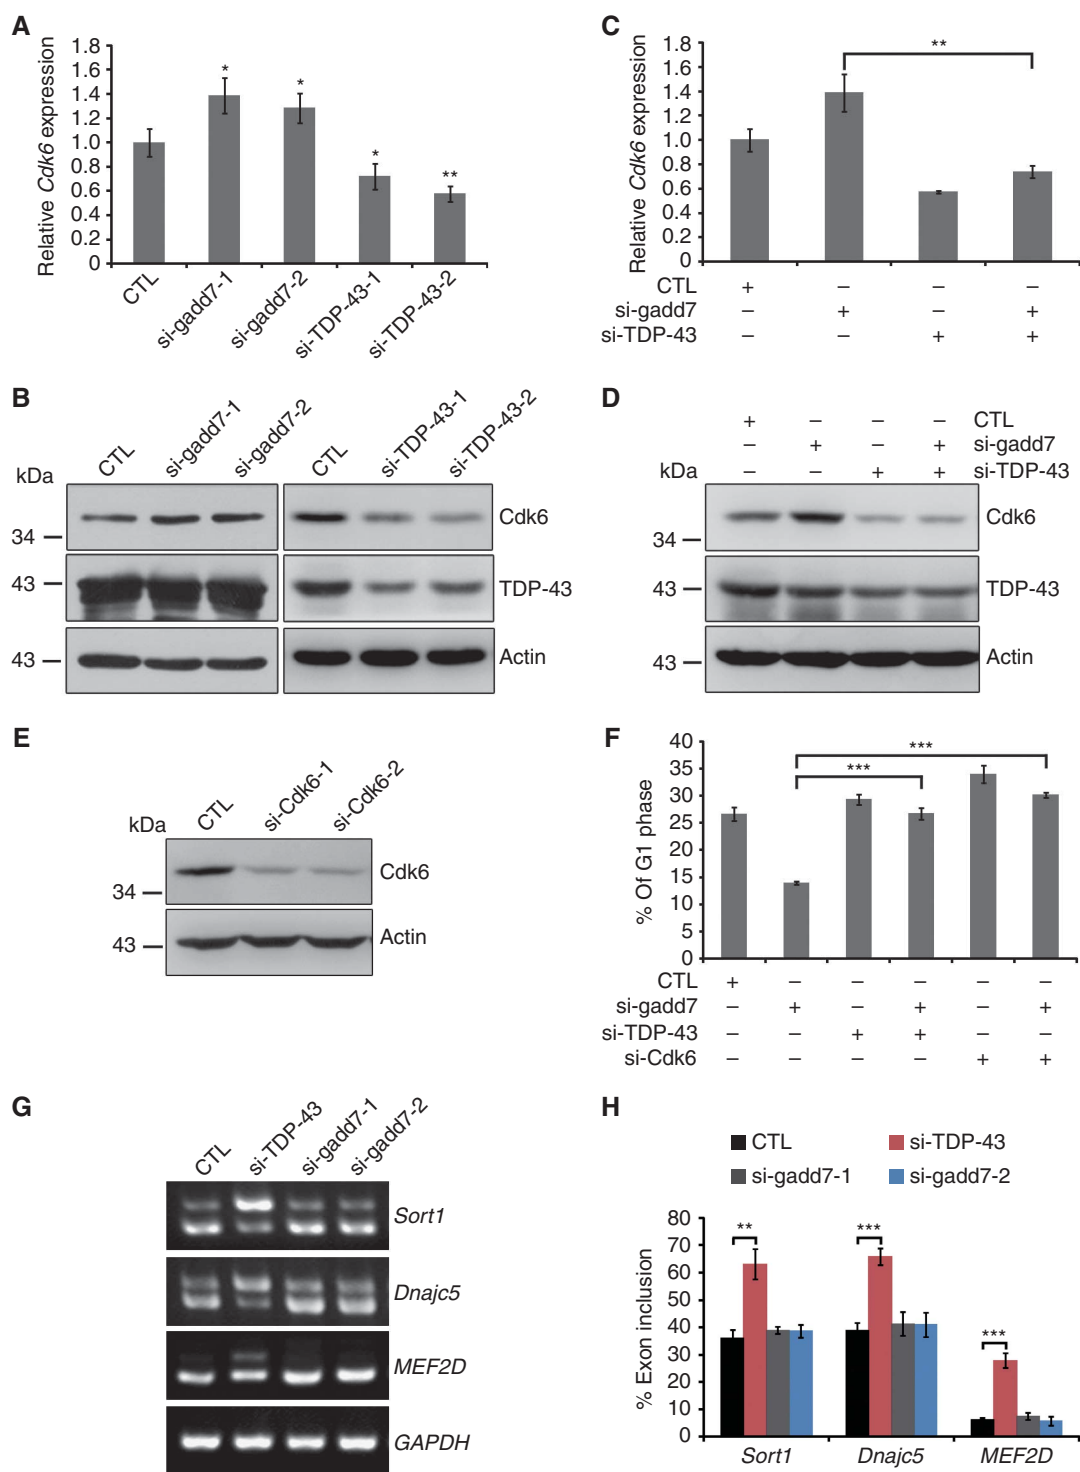 A
Relative Cdk6 expression
1.8
1.6
1.4
1.2
1.0
0.8
0.6
0.4
0.2
0
*
*
*
**
CTL
si-gadd7-1
si-gadd7-2
si-TDP-43-1
si-TDP-43-2
C
Relative Cdk6 expression
1.8
1.6
1.4
1.2
1.0
0.8
0.6
0.4
0.2
0
**
CTL + – – –
si-gadd7 – + – +
si-TDP-43 – – + +
B
CTL si-gadd7-1 si-gadd7-2 CTL si-TDP-43-1 si-TDP-43-2
kDa
34 Cdk6
43 TDP-43
43 Actin
D
+ – – – CTL
– + – + si-gadd7
kDa – – + + si-TDP-43
34 Cdk6
43 TDP-43
43 Actin
E
CTL si-Cdk6-1 si-Cdk6-2
kDa
34 Cdk6
43 Actin
F
% Of G1 phase
40
35
30
25
20
15
10
5
0
***
***
CTL + – – – – –
si-gadd7 – + – + – +
si-TDP-43 – – + + – –
si-Cdk6 – – – – + +
G
CTL si-TDP-43 si-gadd7-1 si-gadd7-2
Sort1
Dnajc5
MEF2D
GAPDH
H
CTL si-TDP-43
si-gadd7-1 si-gadd7-2
% Exon inclusion
80
70
60
50
40
30
20
10
0
**
***
***
Sort1 Dnajc5 MEF2D